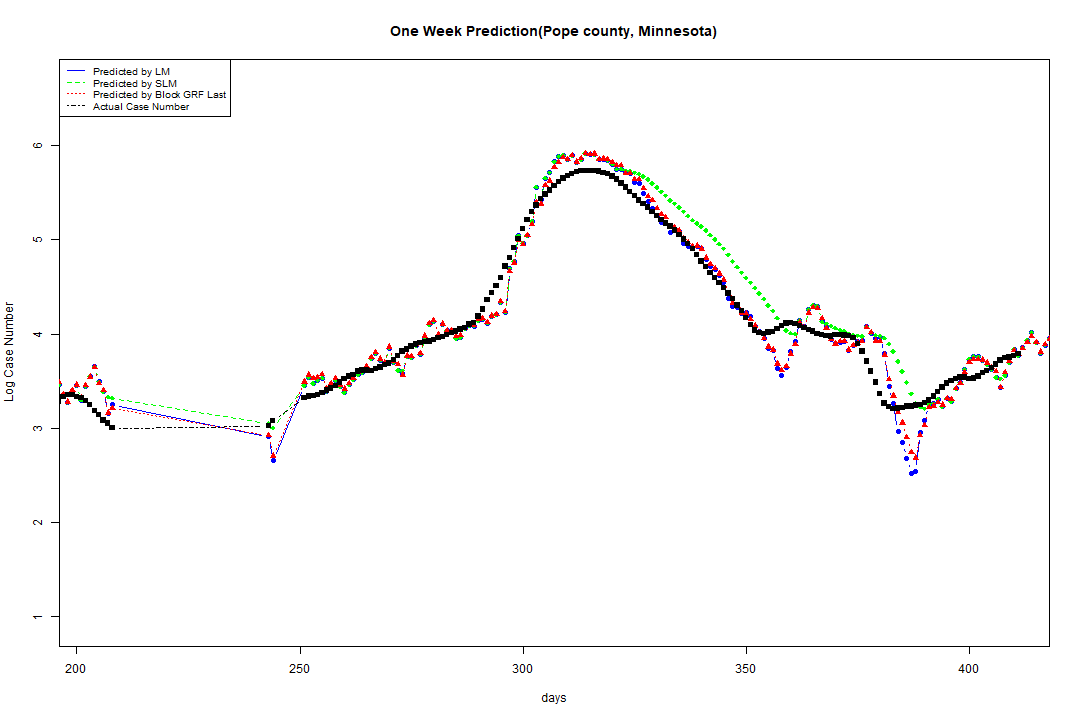 One Week Prediction(Pope county, Minnesota)
Predicted by LM
Predicted by SLM
Predicted by Block GRF Last
Actual Case Number
6
5
4
3
2
1
Log Case Number
200 250 300 350 400
days